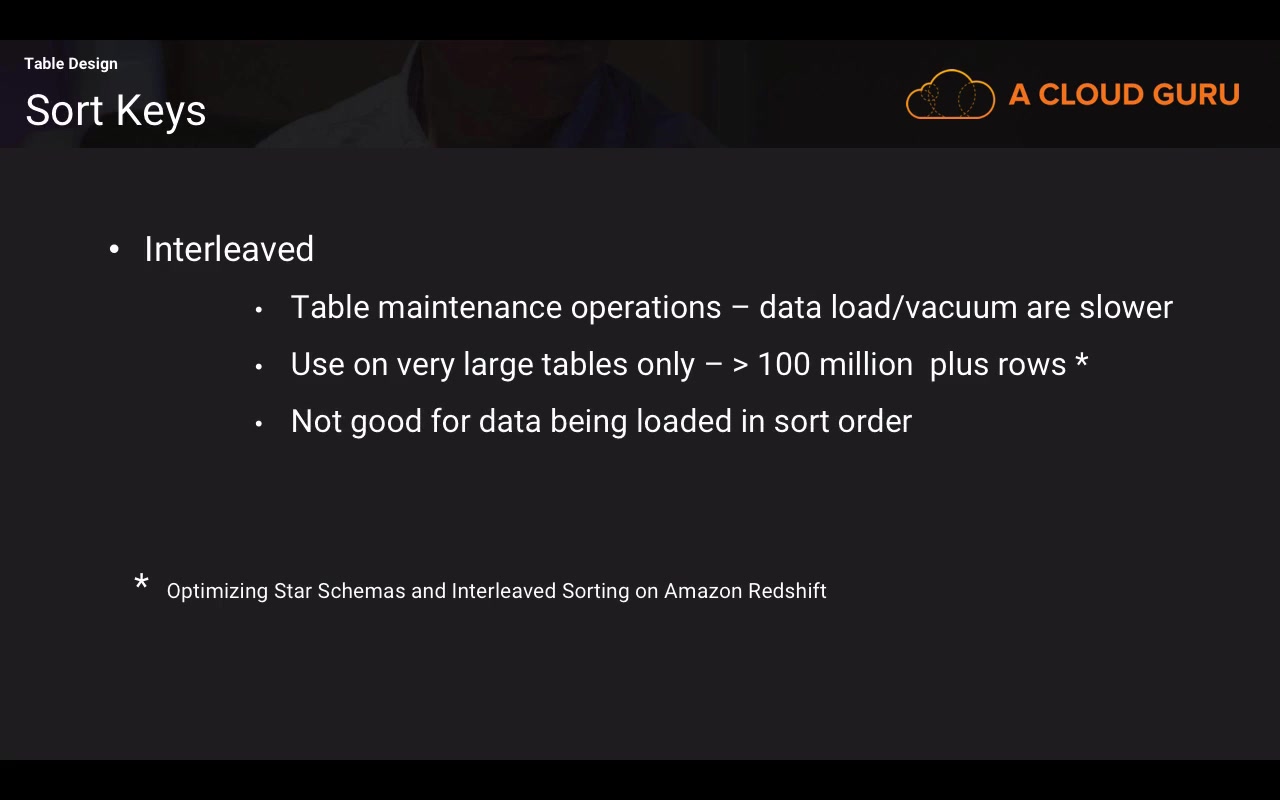 Table Design
Sort Keys
A CLOUD GURU
• Interleaved
• Table maintenance operations – data load/vacuum are slower
• Use on very large tables only – > 100 million  plus rows *
• Not good for data being loaded in sort order
* Optimizing Star Schemas and Interleaved Sorting on Amazon Redshift